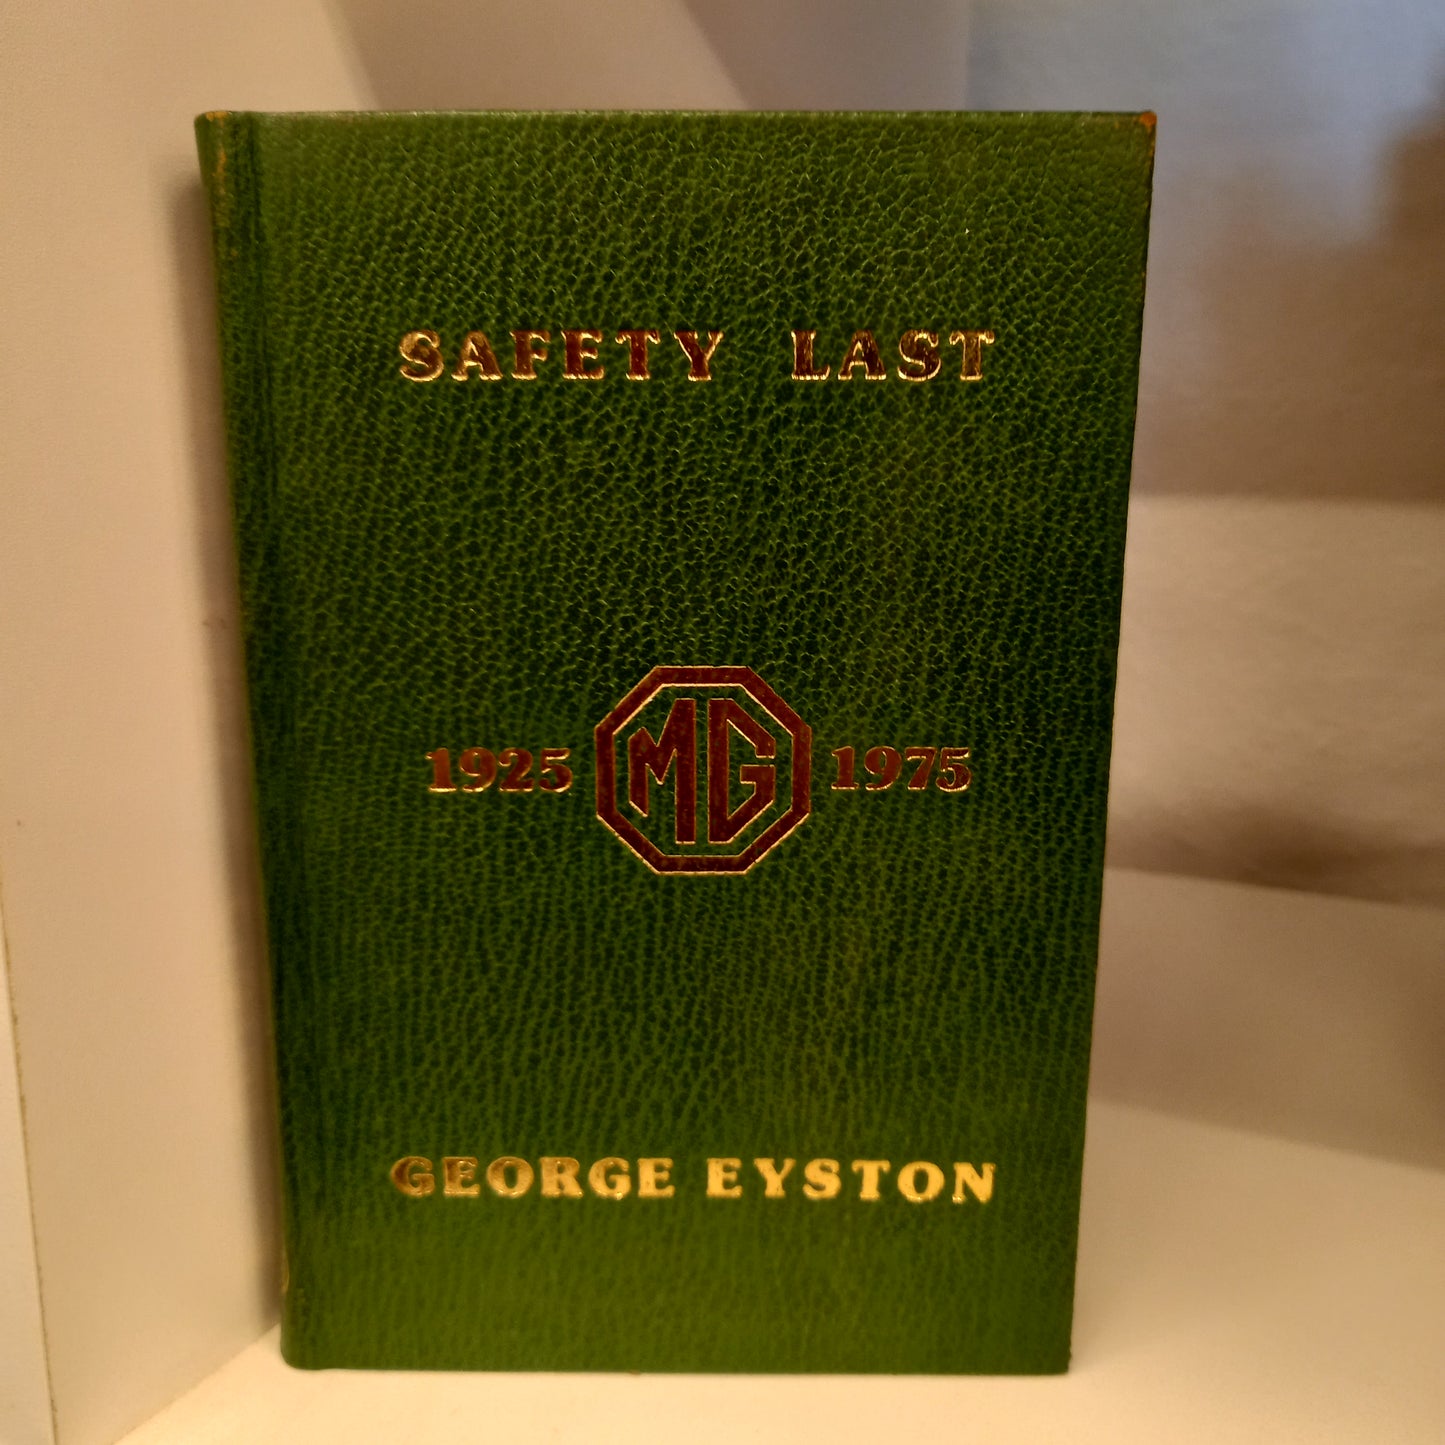 SAFETY LAST
1925 MG 1975
GEORGE EYSTON